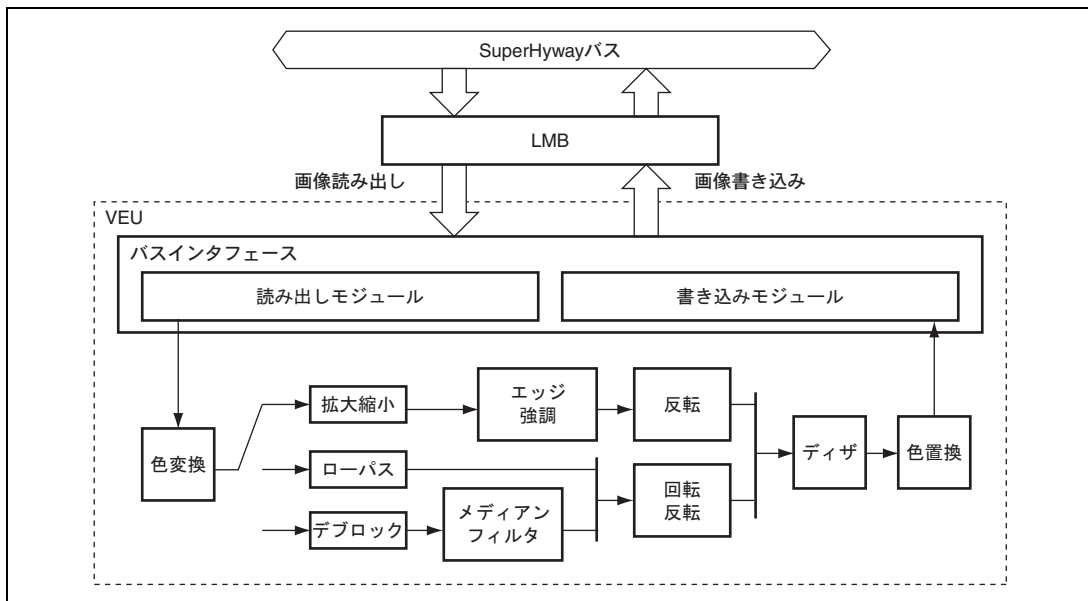 SuperHywayバス
LMB
画像読み出し
画像書き込み
VEU
バスインタフェース
読み出しモジュール
書き込みモジュール
拡大縮小
エッジ
強調
反転
色変換
ローパス
ディザ
色置換
回転
反転
デブロック
メディアン
フィルタ